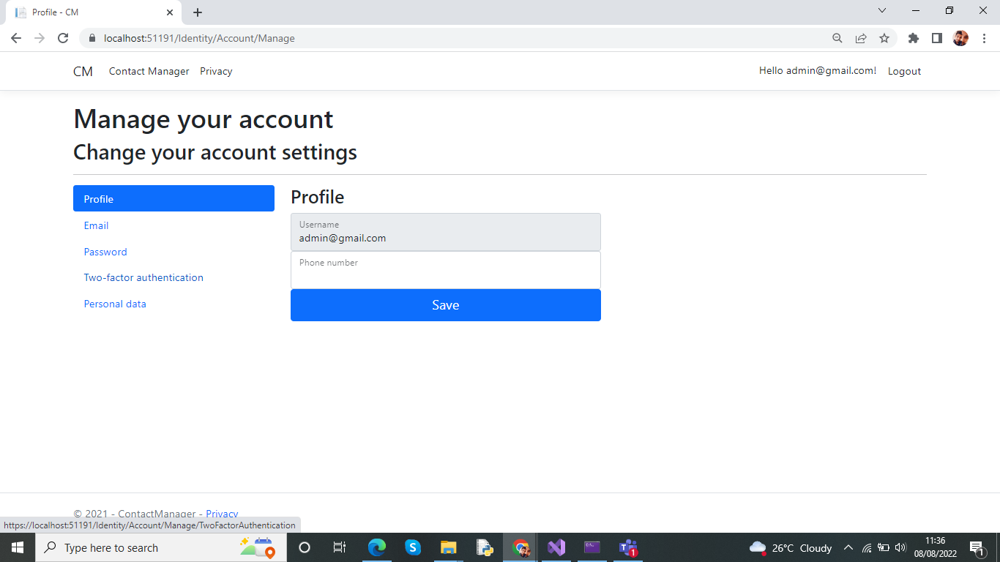 Profile - CM
localhost:51191/Identity/Account/Manage
CM Contact Manager Privacy Hello admin@gmail.com! Logout
Manage your account
Change your account settings
Profile
Email
Password
Two-factor authentication
Personal data
Profile
Username
admin@gmail.com
Phone number
Save
© 2021 - ContactManager - Privacy
https://localhost:51191/Identity/Account/Manage/TwoFactorAuthentication
Type here to search
26°C Cloudy
11:36
08/08/2022
1
1